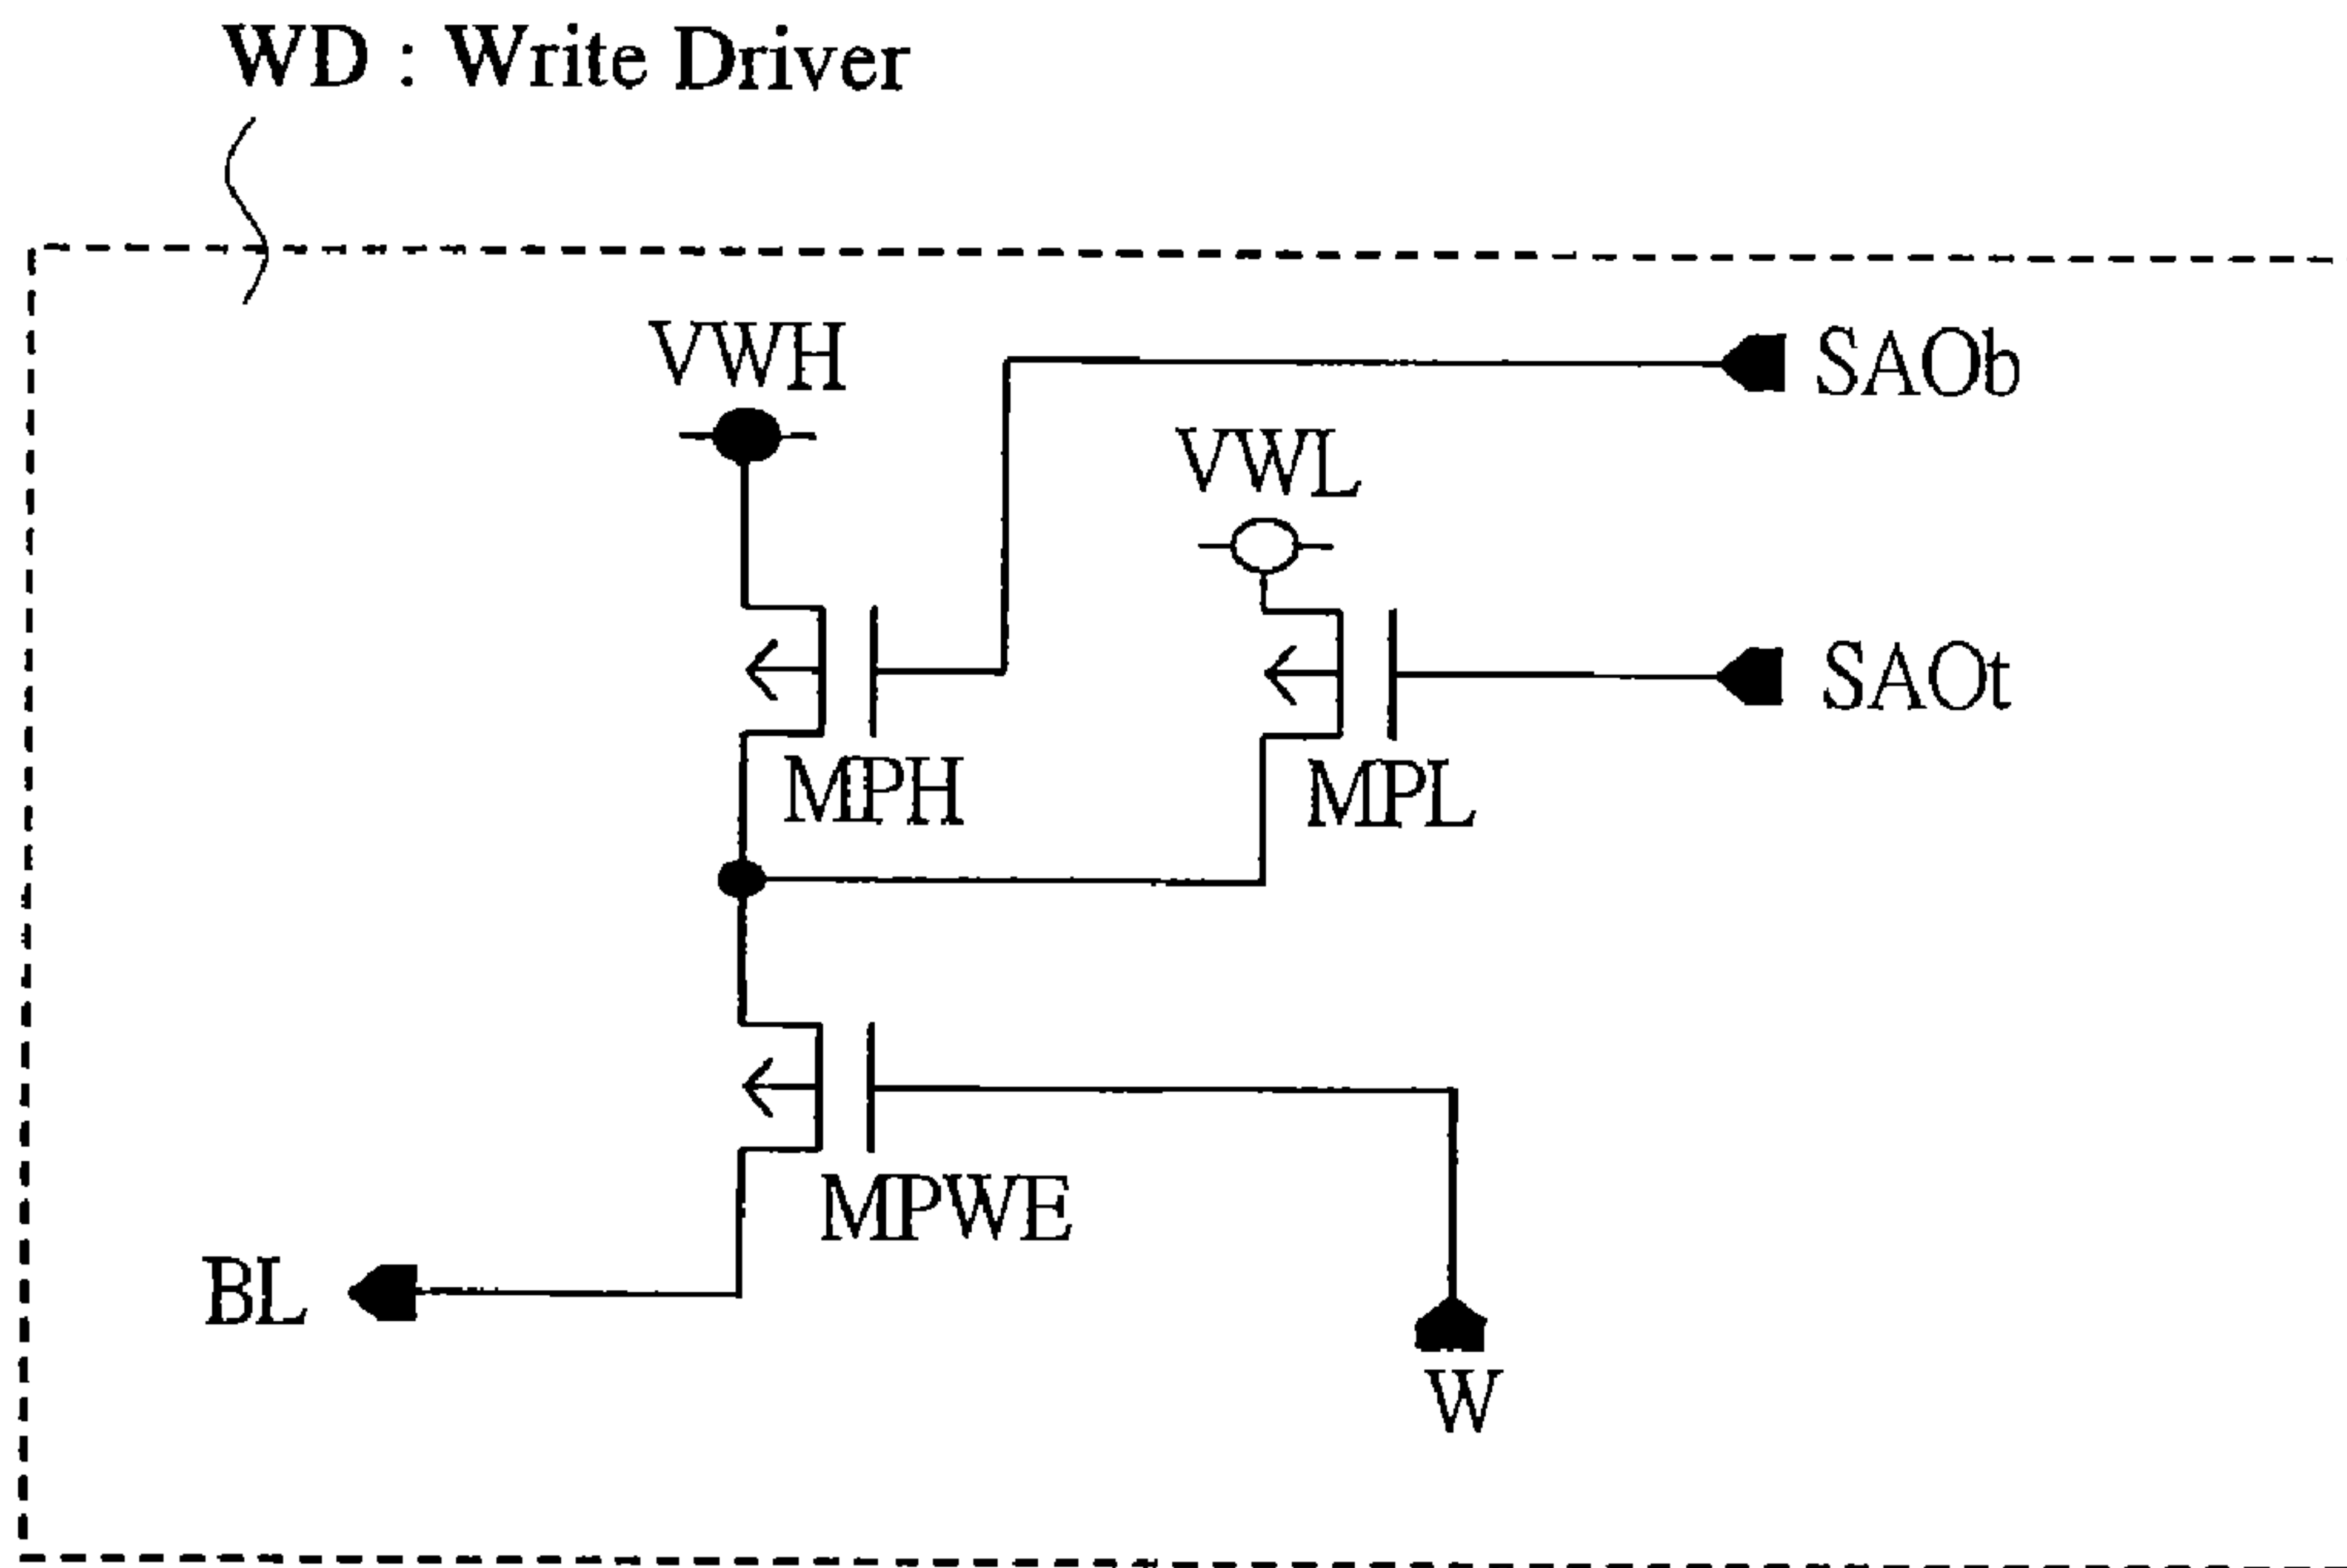 WD : Write Driver
VWH
SAOb
VWL
SAOt
MPH
MPL
MPWE
BL
W